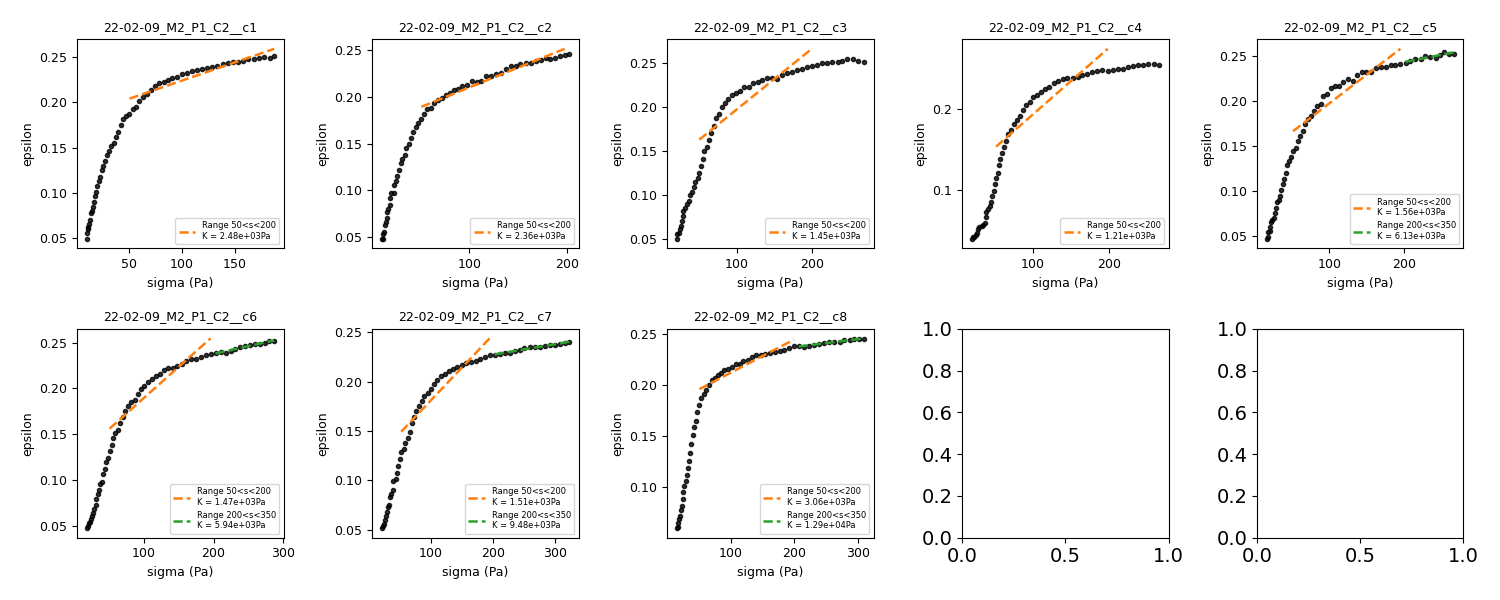 22-02-09_M2_P1_C2__c1
0.25
0.20
0.15
0.10
0.05
epsilon
50
100
150
sigma (Pa)
Range 50<s<200
K = 2.48e+03Pa
22-02-09_M2_P1_C2__c2
0.25
0.20
0.15
0.10
0.05
epsilon
100
200
sigma (Pa)
Range 50<s<200
K = 2.36e+03Pa
22-02-09_M2_P1_C2__c3
0.25
0.20
0.15
0.10
0.05
epsilon
100
200
sigma (Pa)
Range 50<s<200
K = 1.45e+03Pa
22-02-09_M2_P1_C2__c4
0.2
0.1
epsilon
100
200
sigma (Pa)
Range 50<s<200
K = 1.21e+03Pa
22-02-09_M2_P1_C2__c5
0.25
0.20
0.15
0.10
0.05
epsilon
100
200
sigma (Pa)
Range 50<s<200
K = 1.56e+03Pa
Range 200<s<350
K = 6.13e+03Pa
22-02-09_M2_P1_C2__c6
0.25
0.20
0.15
0.10
0.05
epsilon
100
200
300
sigma (Pa)
Range 50<s<200
K = 1.47e+03Pa
Range 200<s<350
K = 5.94e+03Pa
22-02-09_M2_P1_C2__c7
0.25
0.20
0.15
0.10
0.05
epsilon
100
200
300
sigma (Pa)
Range 50<s<200
K = 1.51e+03Pa
Range 200<s<350
K = 9.48e+03Pa
22-02-09_M2_P1_C2__c8
0.25
0.20
0.15
0.10
epsilon
100
200
300
sigma (Pa)
Range 50<s<200
K = 3.06e+03Pa
Range 200<s<350
K = 1.29e+04Pa
1.0
0.8
0.6
0.4
0.2
0.0
0.0
0.5
1.0
1.0
0.8
0.6
0.4
0.2
0.0
0.0
0.5
1.0